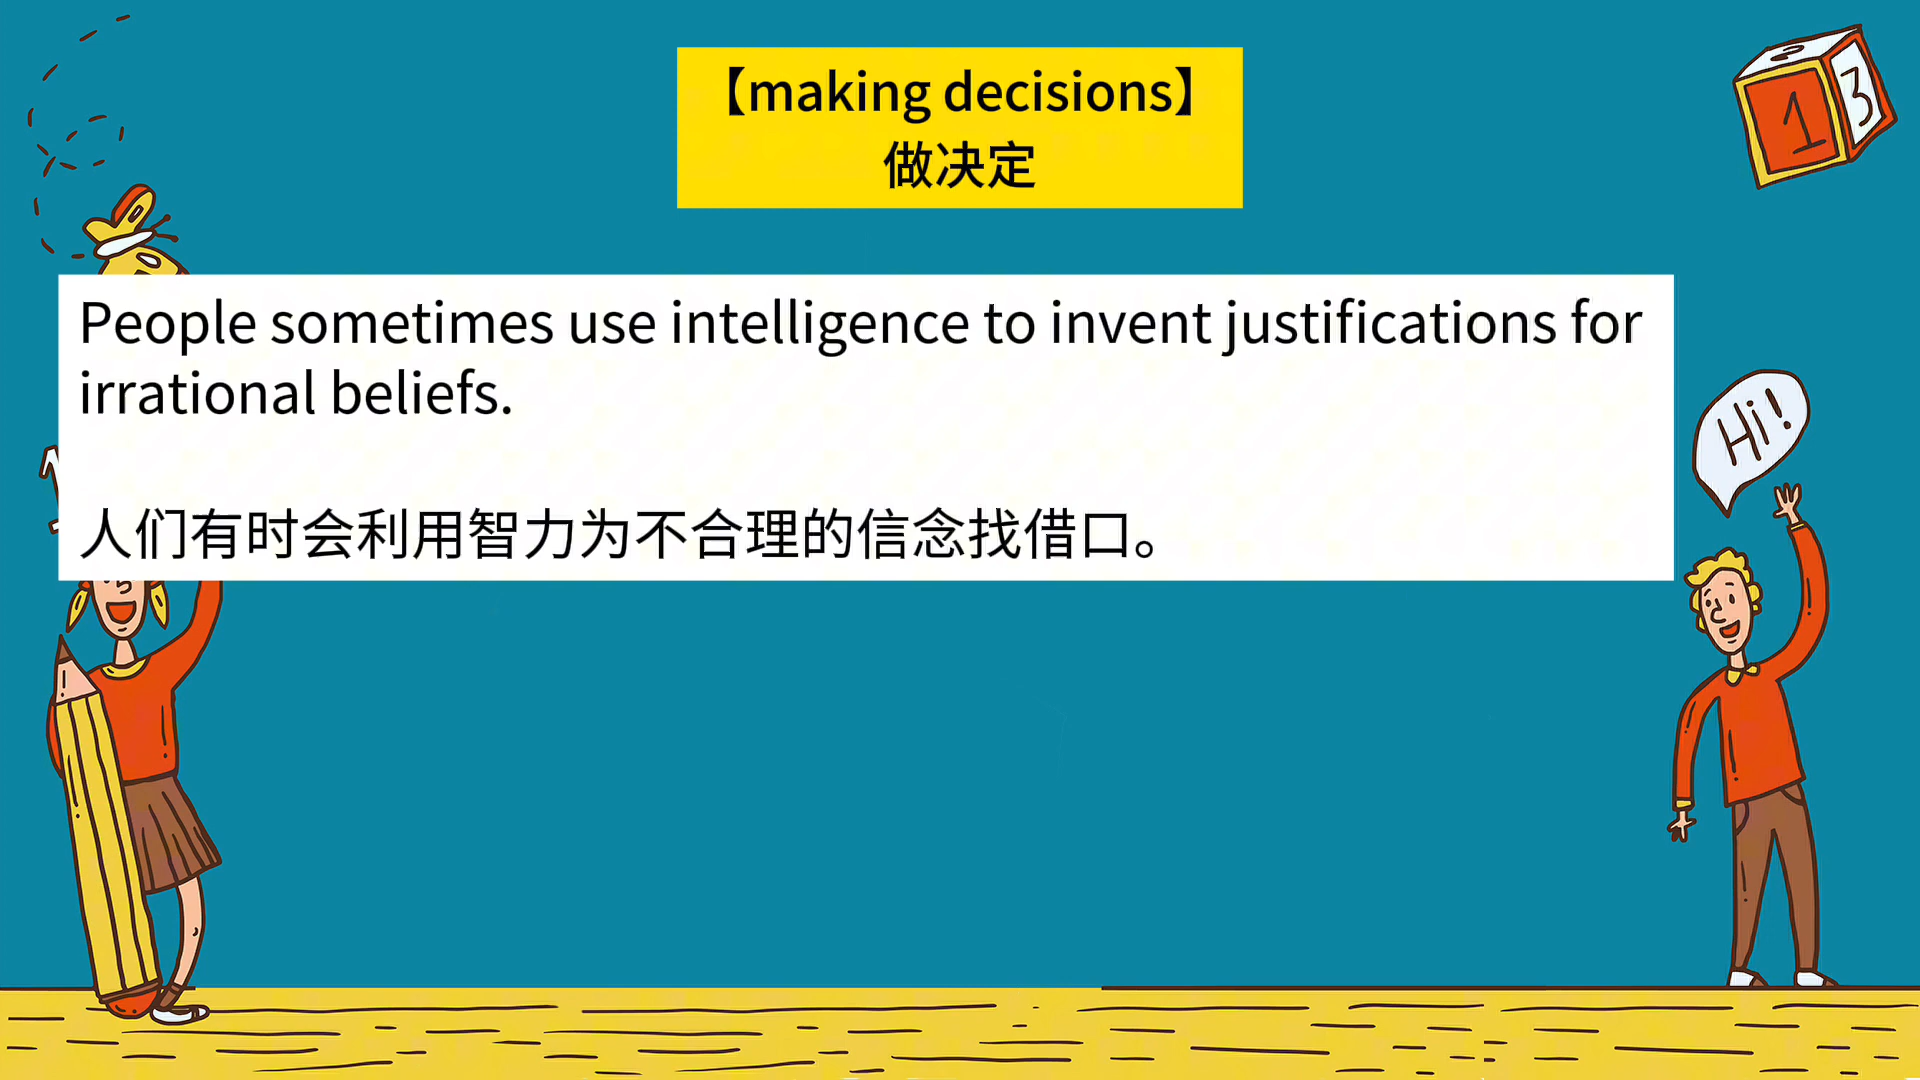 【making decisions】
做决定
People sometimes use intelligence to invent justifications for
irrational beliefs.
人们有时会利用智力为不合理的信念找借口。
1
3
Hi!